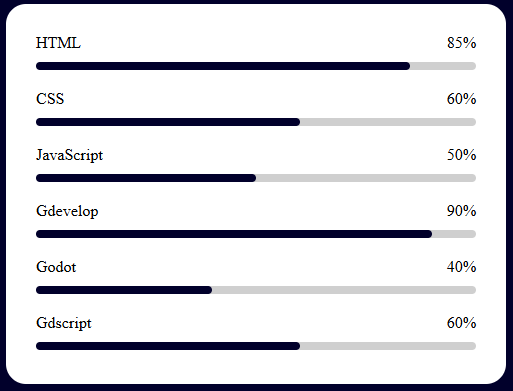 HTML 85%
CSS 60%
JavaScript 50%
Gdevelop 90%
Godot 40%
Gdscript 60%